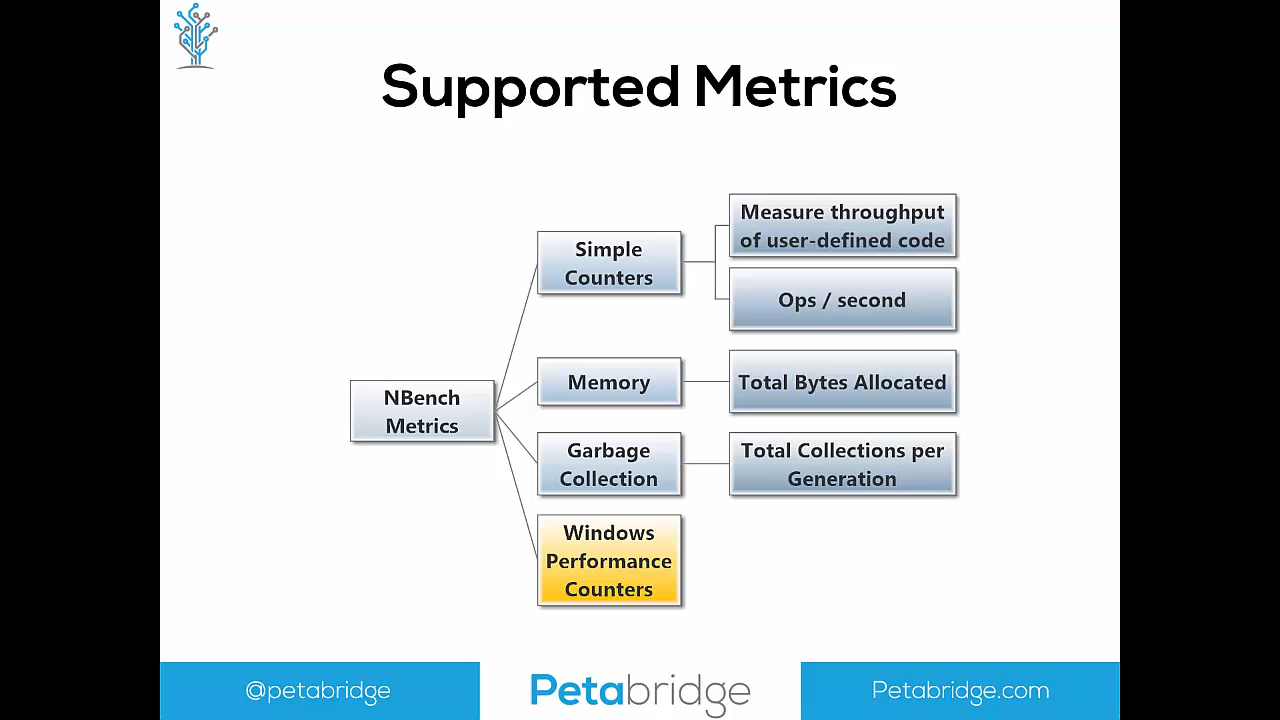 Supported Metrics
Measure throughput
of user-defined code
Simple
Counters
Ops / second
Memory
Total Bytes Allocated
NBench
Metrics
Garbage
Collection
Total Collections per
Generation
Windows
Performance
Counters
@petabridge
Petabridge
Petabridge.com